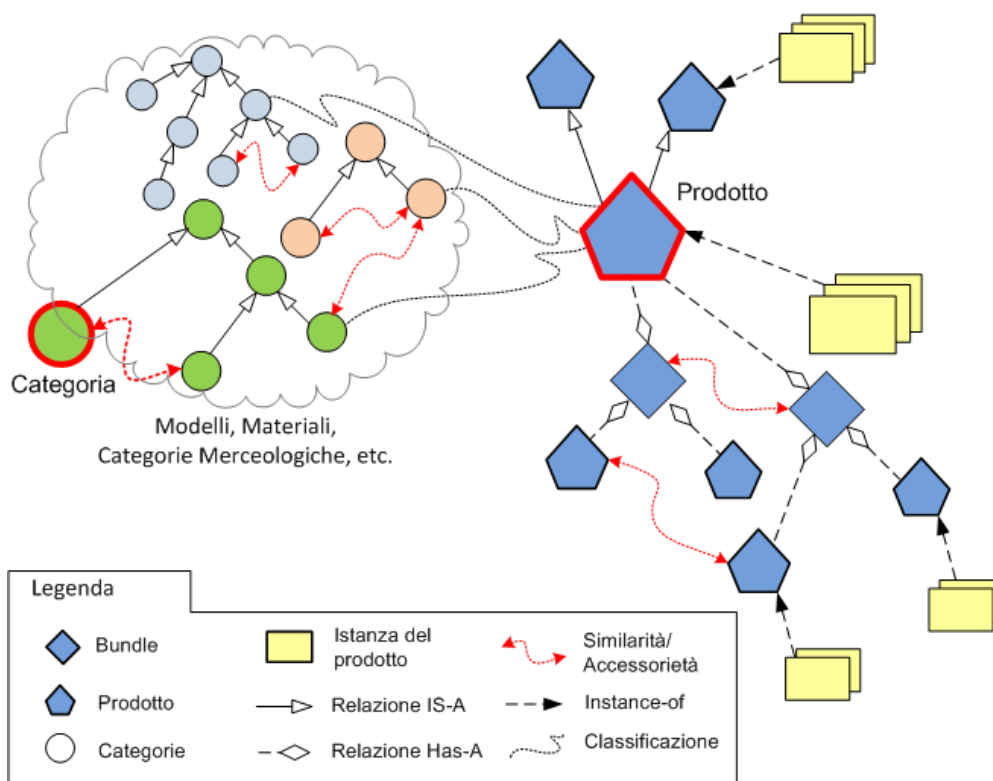 Prodotto
Categoria
Modelli, Materiali,
Categorie Merceologiche, etc.
Legenda
Bundle
Istanza del
prodotto
Similarità/
Accessorietà
Prodotto
Relazione IS-A
Instance-of
Categorie
Relazione Has-A
Classificazione